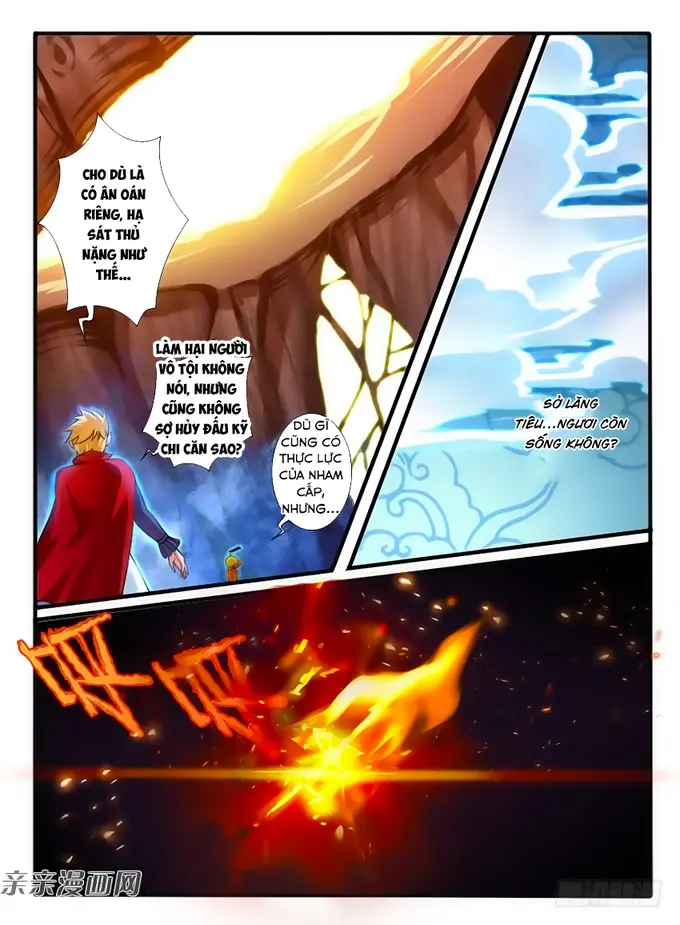 CHO DÙ LÀ
CÓ ÂN OÁN
RIÊNG, HẠ
SÁT THỦ
NẶNG NHƯ
THẾ...
LÀM HẠI NGƯỜI
VÔ TỘI KHÔNG
NÓI, NHƯNG
CŨNG KHÔNG
SỢ HỦY ĐẤU KỸ
CHI CĂN SAO?
DÙ GÌ
CŨNG CÓ
THỰC LỰC
CỦA NHAM
CẤP,
NHƯNG...
SỞ LĂNG
TIÊU...NGƯƠI CÒN
SỐNG KHÔNG?
亲亲漫画网